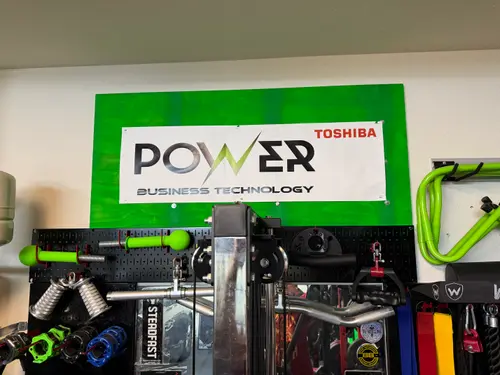 TOSHIBA
POWER
BUSINESS TECHNOLOGY
STEADFAST
W
W